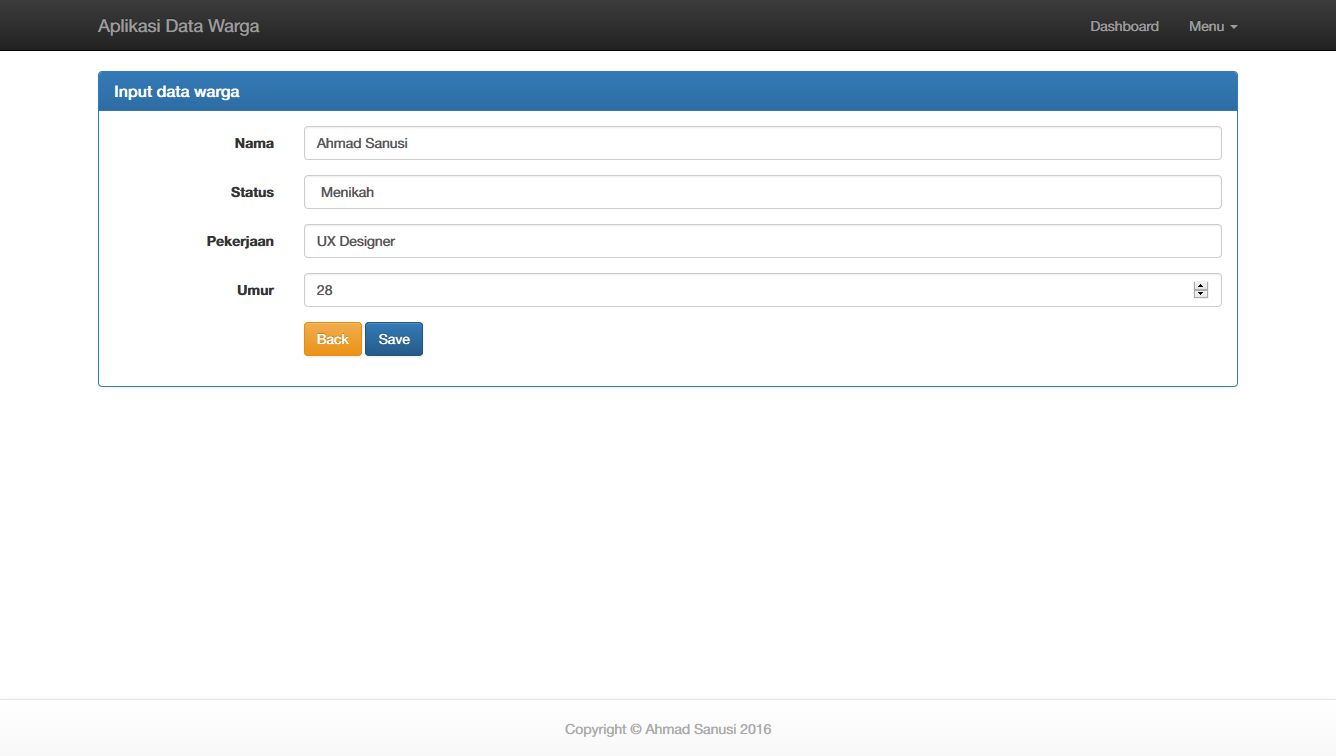 Aplikasi Data Warga Dashboard Menu
Input data warga
Nama Ahmad Sanusi
Status Menikah
Pekerjaan UX Designer
Umur 28
Back Save
Copyright © Ahmad Sanusi 2016